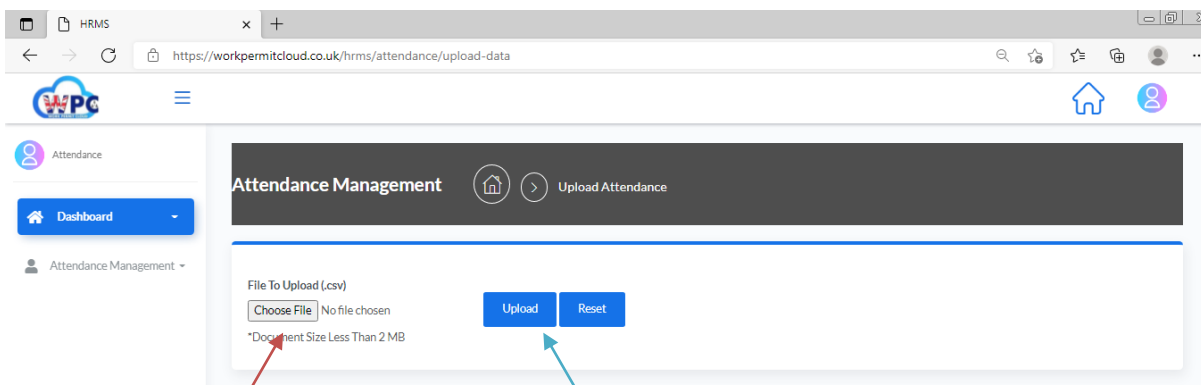 HRMS
https://workpermitcloud.co.uk/hrms/attendance/upload-data
WPC
Attendance
Attendance Management Upload Attendance
Dashboard
Attendance Management
File To Upload (.csv)
Choose File No file chosen Upload Reset
*Document Size Less Than 2 MB